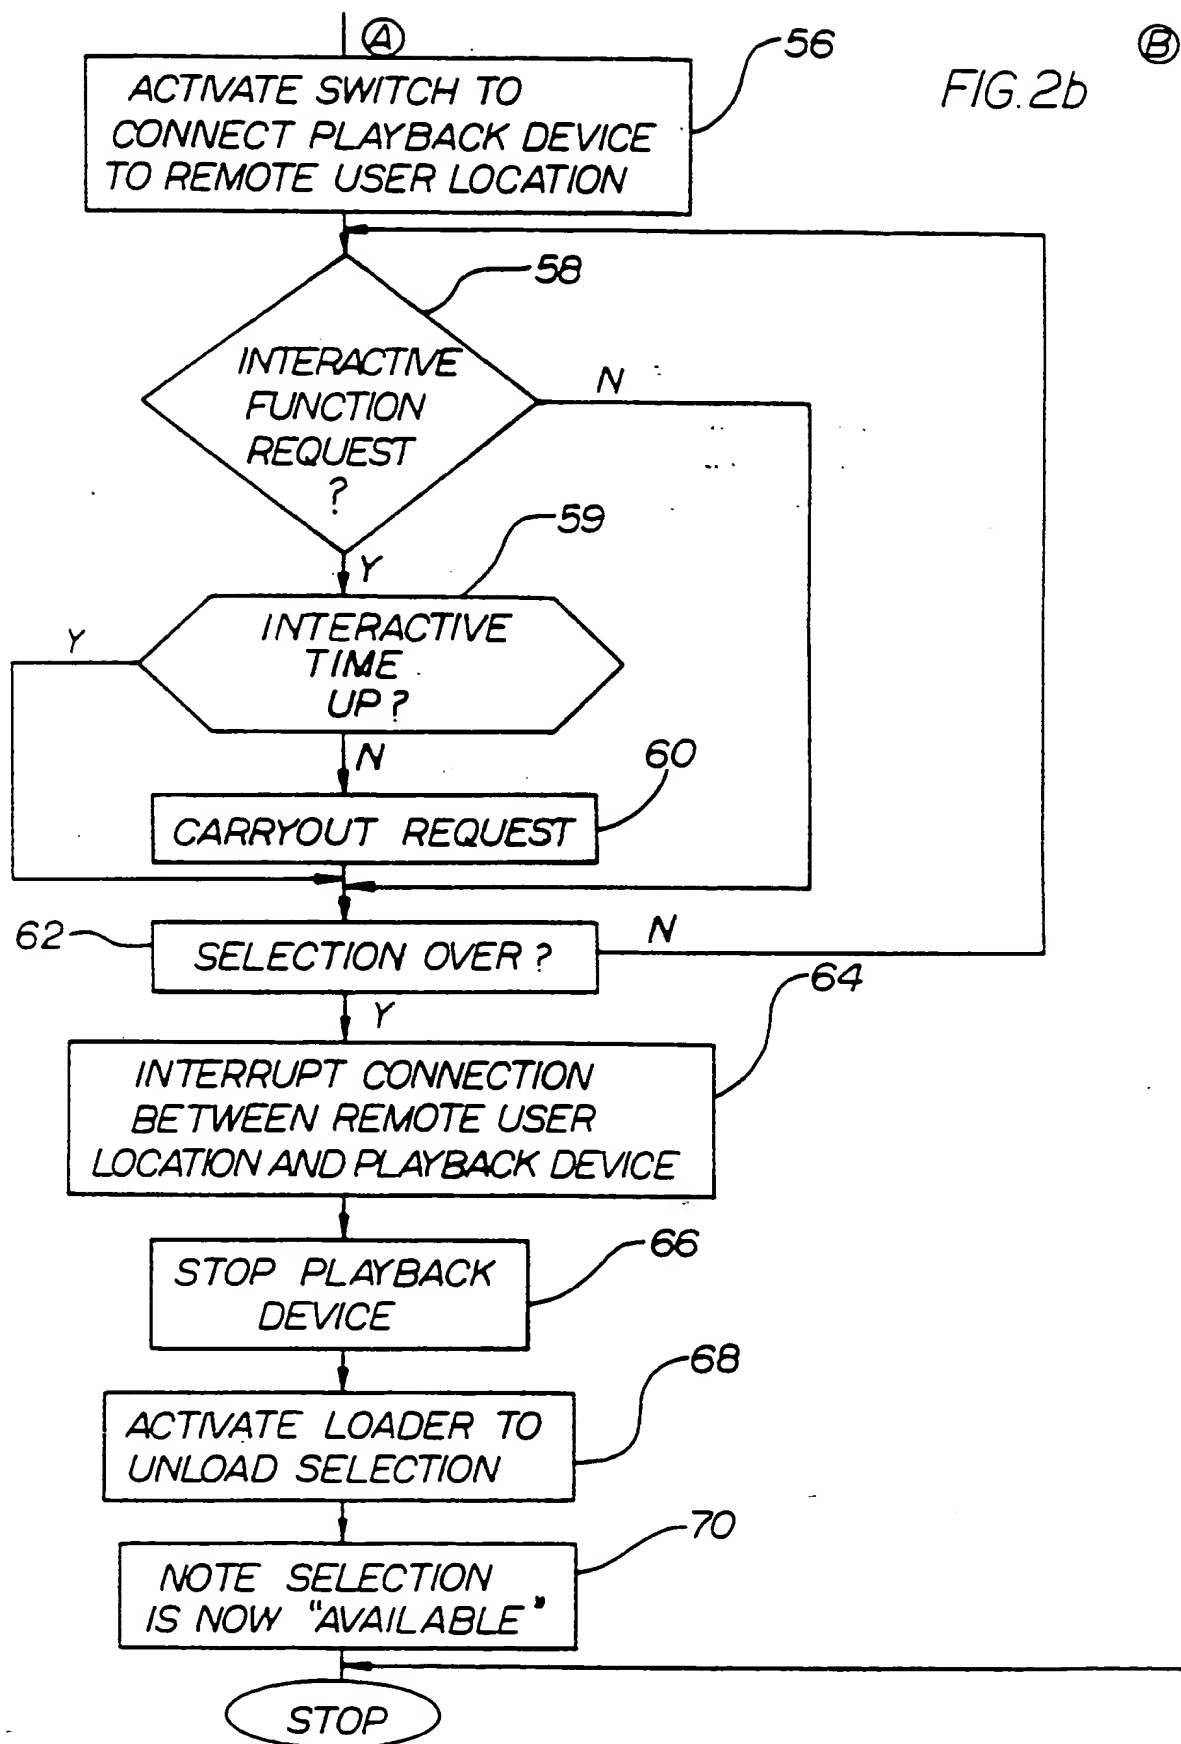 A
B
56
FIG.2b
ACTIVATE SWITCH TO
CONNECT PLAYBACK DEVICE
TO REMOTE USER LOCATION
58
INTERACTIVE
FUNCTION
REQUEST
?
N
59
Y
INTERACTIVE
TIME
UP?
Y
N
60
CARRYOUT REQUEST
62
SELECTION OVER?
N
64
Y
INTERRUPT CONNECTION
BETWEEN REMOTE USER
LOCATION AND PLAYBACK DEVICE
66
STOP PLAYBACK
DEVICE
68
ACTIVATE LOADER TO
UNLOAD SELECTION
70
NOTE SELECTION
IS NOW "AVAILABLE"
STOP